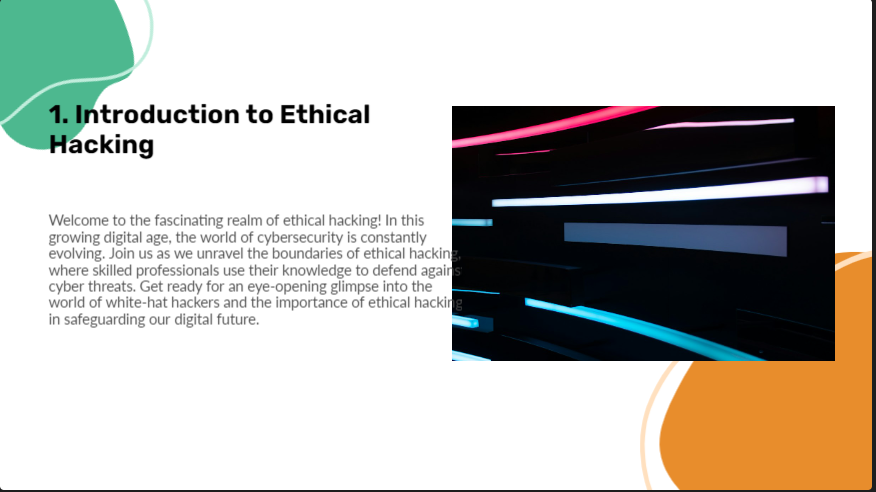 1. Introduction to Ethical
Hacking
Welcome to the fascinating realm of ethical hacking! In this
growing digital age, the world of cybersecurity is constantly
evolving. Join us as we unravel the boundaries of ethical hacking,
where skilled professionals use their knowledge to defend agains
cyber threats. Get ready for an eye-opening glimpse into the
world of white-hat hackers and the importance of ethical hacking
in safeguarding our digital future.